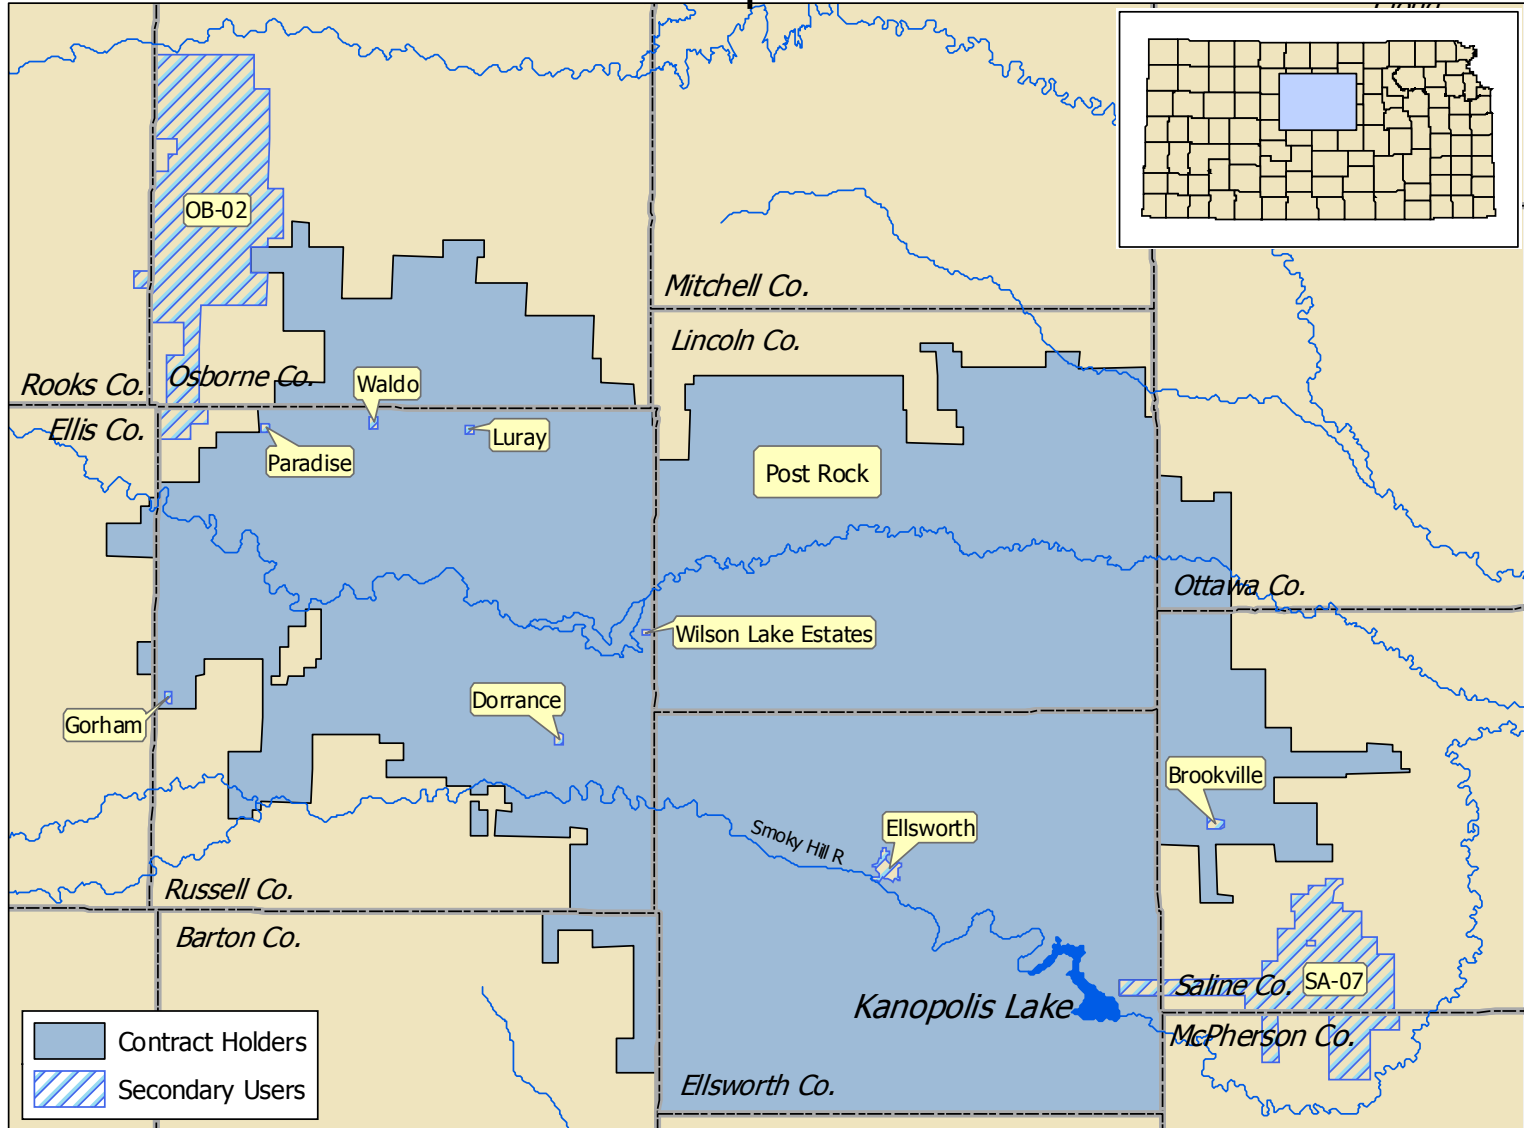 OB-02
Mitchell Co.
Lincoln Co.
Rooks Co.
Osborne Co.
Waldo
Ellis Co.
Luray
Paradise
Post Rock
Ottawa Co.
Wilson Lake Estates
Dorrance
Gorham
Brookville
Smoky Hill R
Ellsworth
Russell Co.
Barton Co.
Saline Co.
SA-07
Kanopolis Lake
McPherson Co.
Contract Holders
Ellsworth Co.
Secondary Users